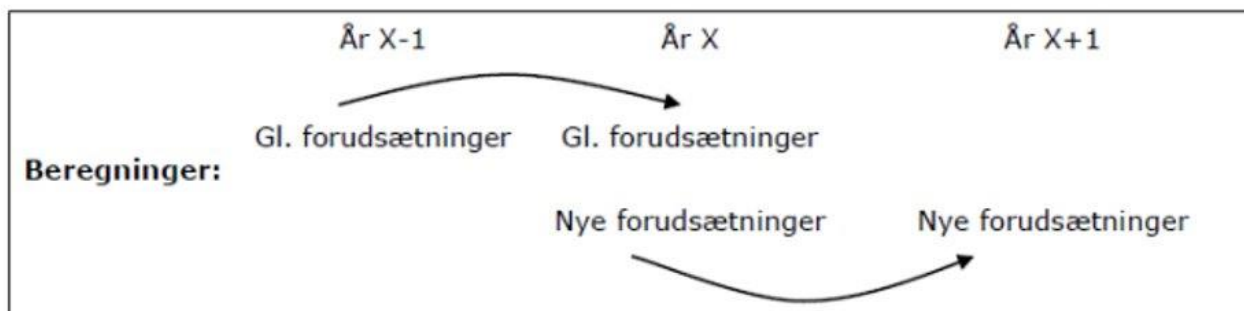 År X-1 År X År X+1
Gl. forudsætninger Gl. forudsætninger
Beregninger:
Nye forudsætninger Nye forudsætninger